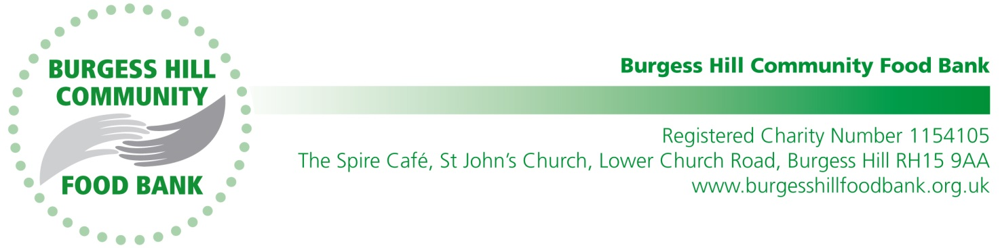 BURGESS HILL
COMMUNITY
FOOD BANK
Burgess Hill Community Food Bank
Registered Charity Number 1154105
The Spire Café, St John’s Church, Lower Church Road, Burgess Hill RH15 9AA
www.burgesshillfoodbank.org.uk